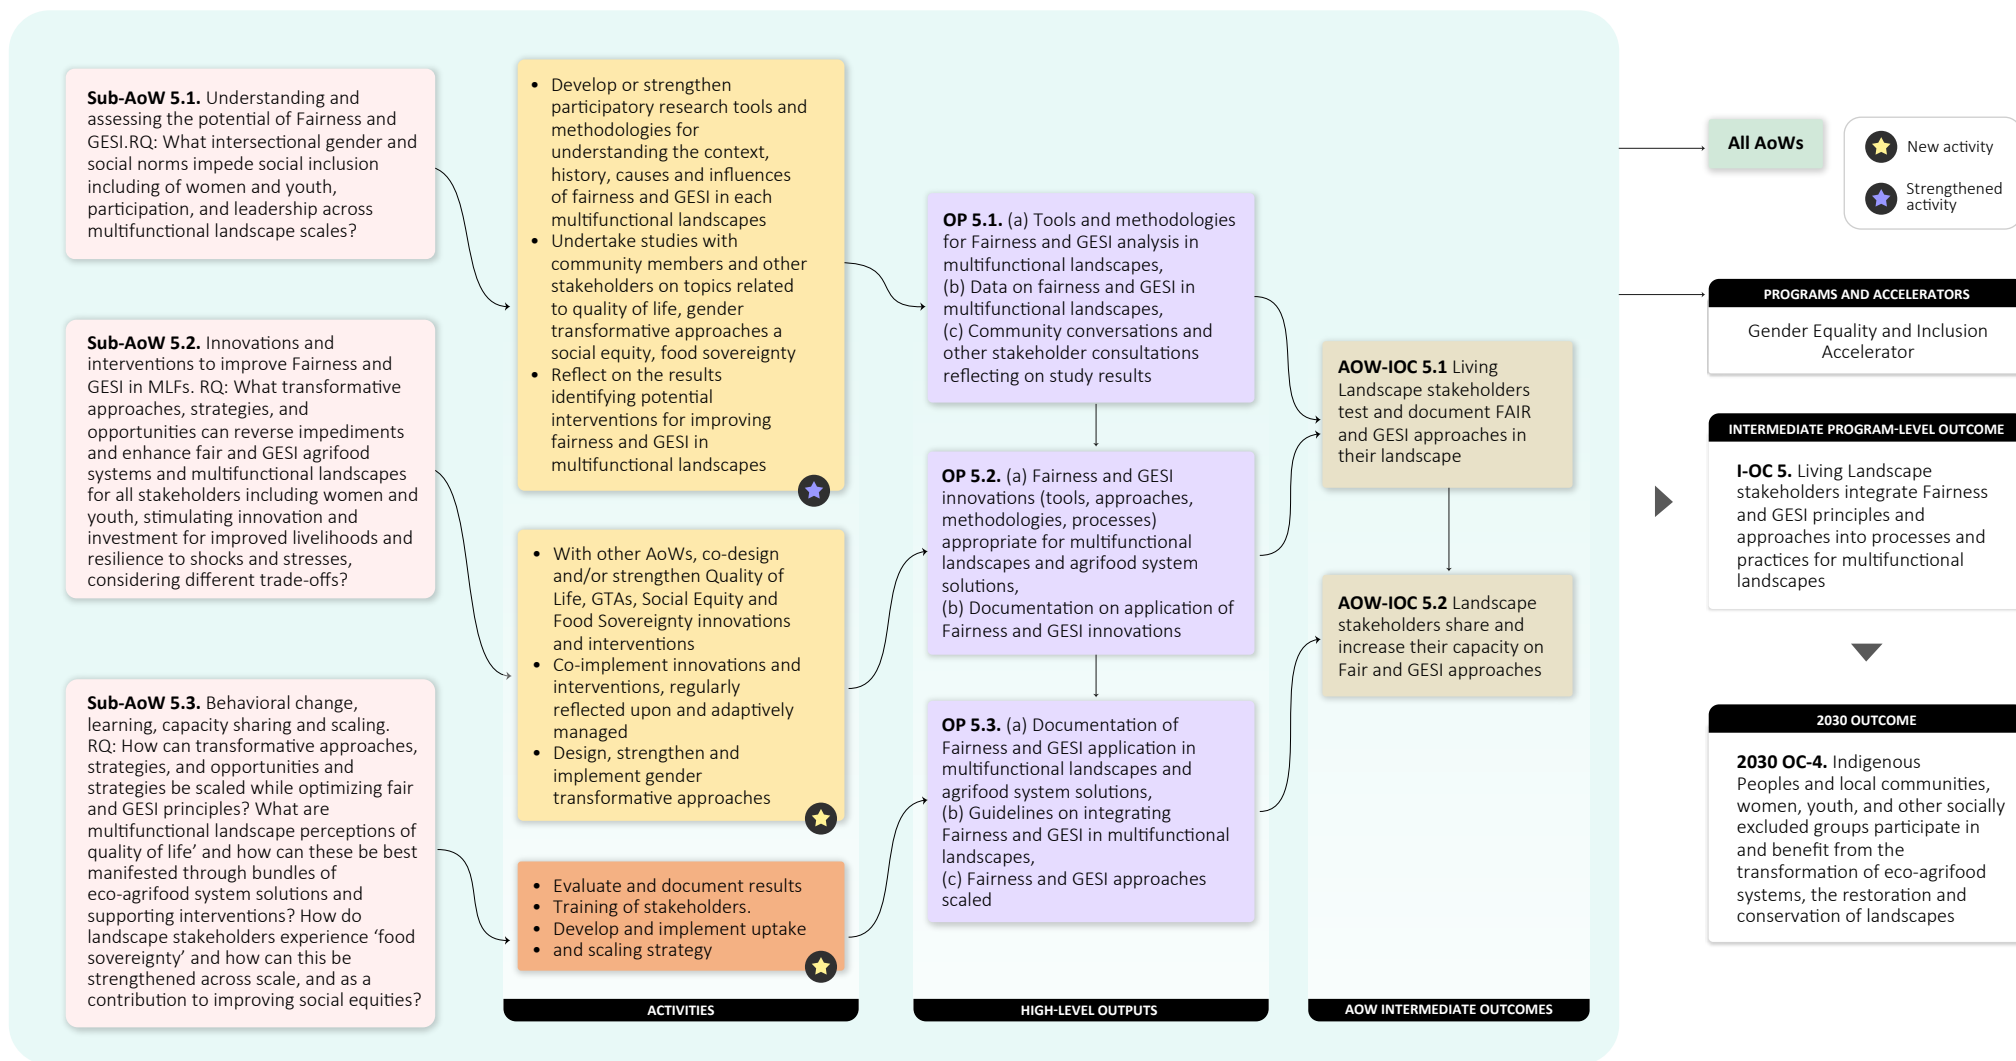 Sub-AoW 5.1. Understanding and
assessing the potential of Fairness and
GESI.RQ: What intersectional gender and
social norms impede social inclusion
including of women and youth,
participation, and leadership across
multifunctional landscape scales?
Sub-AoW 5.2. Innovations and
interventions to improve Fairness and
GESI in MLFs. RQ: What transformative
approaches, strategies, and
opportunities can reverse impediments
and enhance fair and GESI agrifood
systems and multifunctional landscapes
for all stakeholders including women and
youth, stimulating innovation and
investment for improved livelihoods and
resilience to shocks and stresses,
considering different trade-offs?
Sub-AoW 5.3. Behavioral change,
learning, capacity sharing and scaling.
RQ: How can transformative approaches,
strategies, and opportunities and
strategies be scaled while optimizing fair
and GESI principles? What are
multifunctional landscape perceptions of
quality of life’ and how can these be best
manifested through bundles of
eco-agrifood system solutions and
supporting interventions? How do
landscape stakeholders experience ‘food
sovereignty’ and how can this be
strengthened across scale, and as a
contribution to improving social equities?
• Develop or strengthen
participatory research tools and
methodologies for
understanding the context,
history, causes and influences
of fairness and GESI in each
multifunctional landscapes
• Undertake studies with
community members and other
stakeholders on topics related
to quality of life, gender
transformative approaches a
social equity, food sovereignty
• Reflect on the results
identifying potential
interventions for improving
fairness and GESI in
multifunctional landscapes
• With other AoWs, co-design
and/or strengthen Quality of
Life, GTAs, Social Equity and
Food Sovereignty innovations
and interventions
• Co-implement innovations and
interventions, regularly
reflected upon and adaptively
managed
• Design, strengthen and
implement gender
transformative approaches
• Evaluate and document results
• Training of stakeholders.
• Develop and implement uptake
• and scaling strategy
ACTIVITIES
OP 5.1. (a) Tools and methodologies
for Fairness and GESI analysis in
multifunctional landscapes,
(b) Data on fairness and GESI in
multifunctional landscapes,
(c) Community conversations and
other stakeholder consultations
reflecting on study results
OP 5.2. (a) Fairness and GESI
innovations (tools, approaches,
methodologies, processes)
appropriate for multifunctional
landscapes and agrifood system
solutions,
(b) Documentation on application of
Fairness and GESI innovations
OP 5.3. (a) Documentation of
Fairness and GESI application in
multifunctional landscapes and
agrifood system solutions,
(b) Guidelines on integrating
Fairness and GESI in multifunctional
landscapes,
(c) Fairness and GESI approaches
scaled
HIGH-LEVEL OUTPUTS
AOW-IOC 5.1 Living
Landscape stakeholders
test and document FAIR
and GESI approaches in
their landscape
AOW-IOC 5.2 Landscape
stakeholders share and
increase their capacity on
Fair and GESI approaches
AOW INTERMEDIATE OUTCOMES
All AoWs
New activity
Strengthened
activity
PROGRAMS AND ACCELERATORS
Gender Equality and Inclusion
Accelerator
INTERMEDIATE PROGRAM-LEVEL OUTCOME
I-OC 5. Living Landscape
stakeholders integrate Fairness
and GESI principles and
approaches into processes and
practices for multifunctional
landscapes
2030 OUTCOME
2030 OC-4. Indigenous
Peoples and local communities,
women, youth, and other socially
excluded groups participate in
and benefit from the
transformation of eco-agrifood
systems, the restoration and
conservation of landscapes